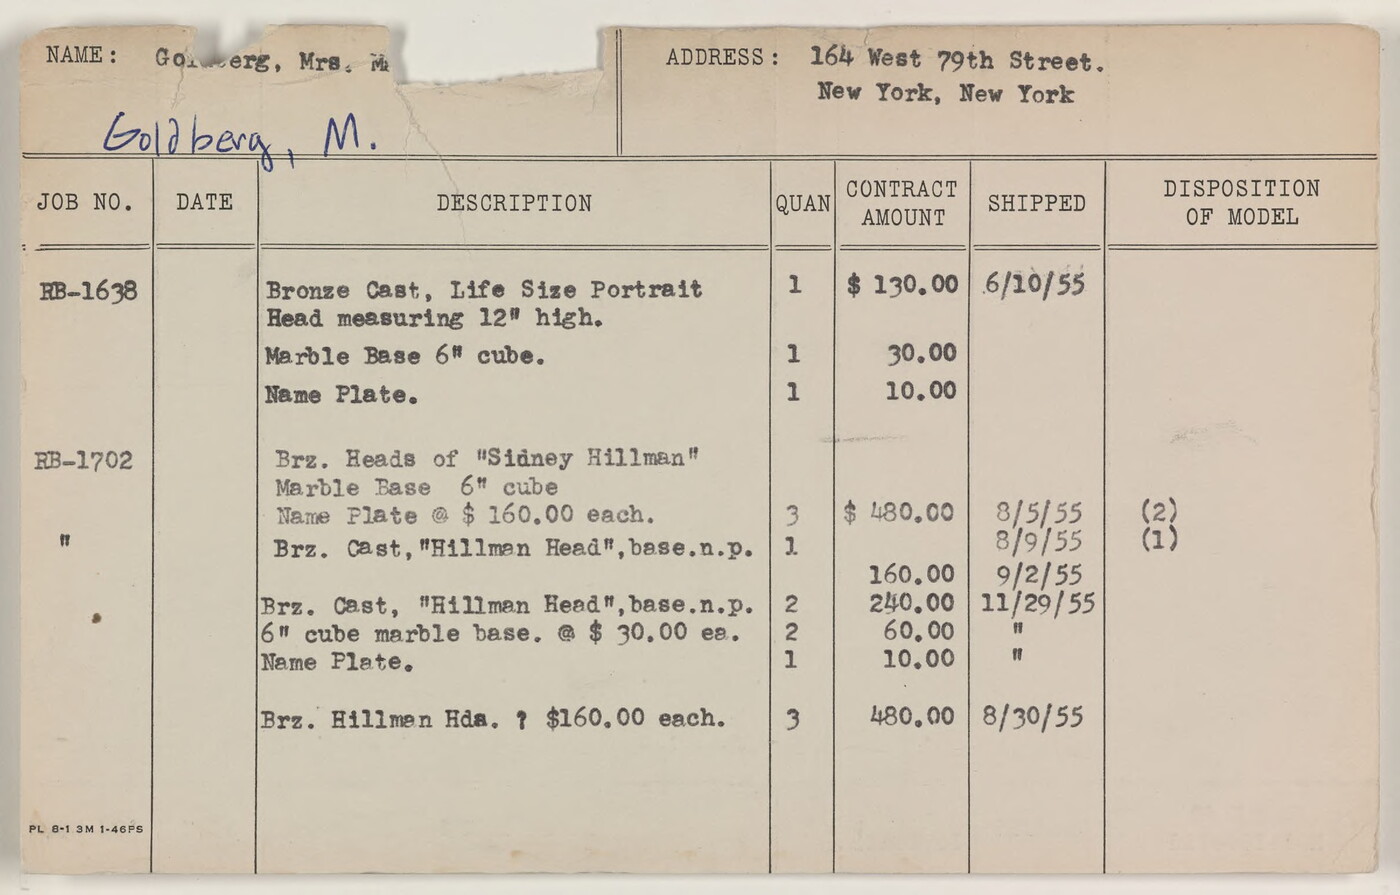 NAME: Goldberg, Mrs. M
ADDRESS: 164 West 79th Street.
New York, New York
Goldberg, M.
JOB NO. DATE DESCRIPTION QUAN CONTRACT AMOUNT SHIPPED DISPOSITION OF MODEL
RB-1638 Bronze Cast, Life Size Portrait 1 $ 130.00 6/10/55
Head measuring 12" high.
Marble Base 6" cube. 1 30.00
Name Plate. 1 10.00
RB-1702 Brz. Heads of "Sidney Hillman"
Marble Base 6" cube
Name Plate @ $ 160.00 each. 3 $ 480.00 8/5/55 (2)
8/9/55 (1)
" Brz. Cast,"Hillman Head",base.n.p. 1
160.00 9/2/55
Brz. Cast, "Hillman Head",base.n.p. 2 240.00 11/29/55
6" cube marble base. @ $ 30.00 ea. 2 60.00 "
Name Plate. 1 10.00 "
Brz. Hillman Hds. ? $160.00 each. 3 480.00 8/30/55
PL 8-1 3M 1-46PS